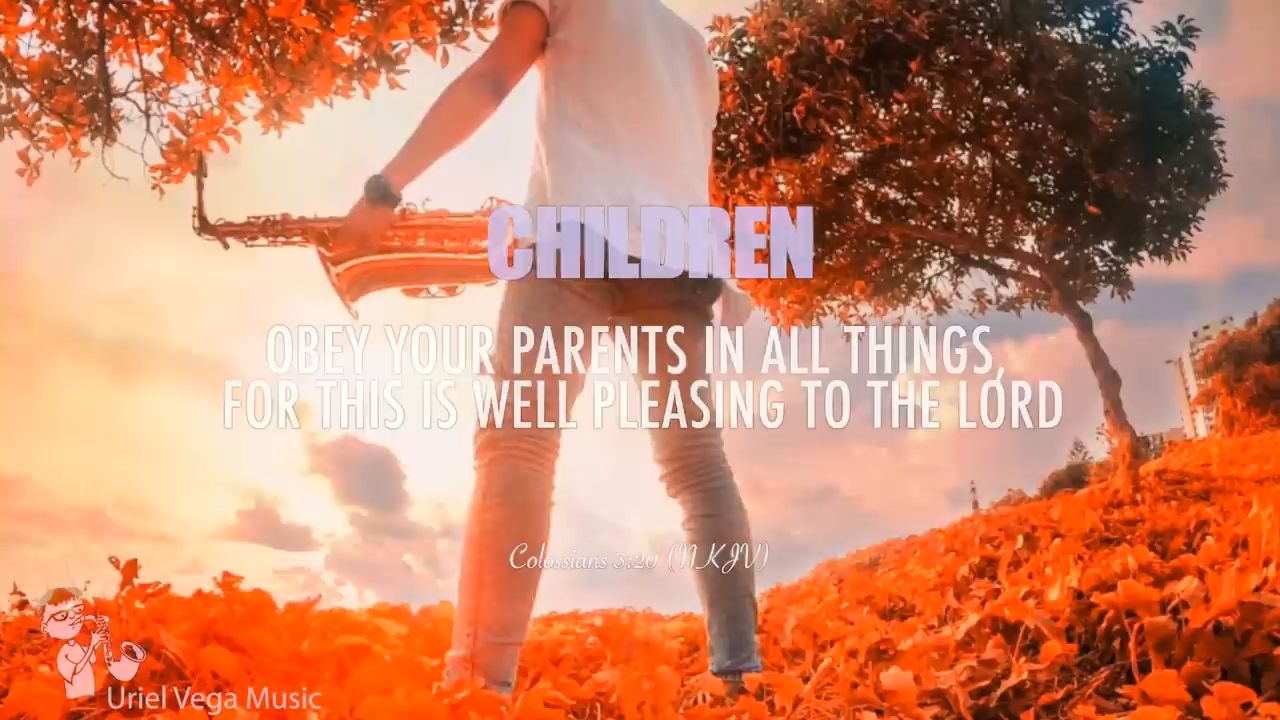 CHILDREN
OBEY YOUR PARENTS IN ALL THINGS,
FOR THIS IS WELL PLEASING TO THE LORD
Colossians 3:20 (NKJV)
Uriel Vega Music